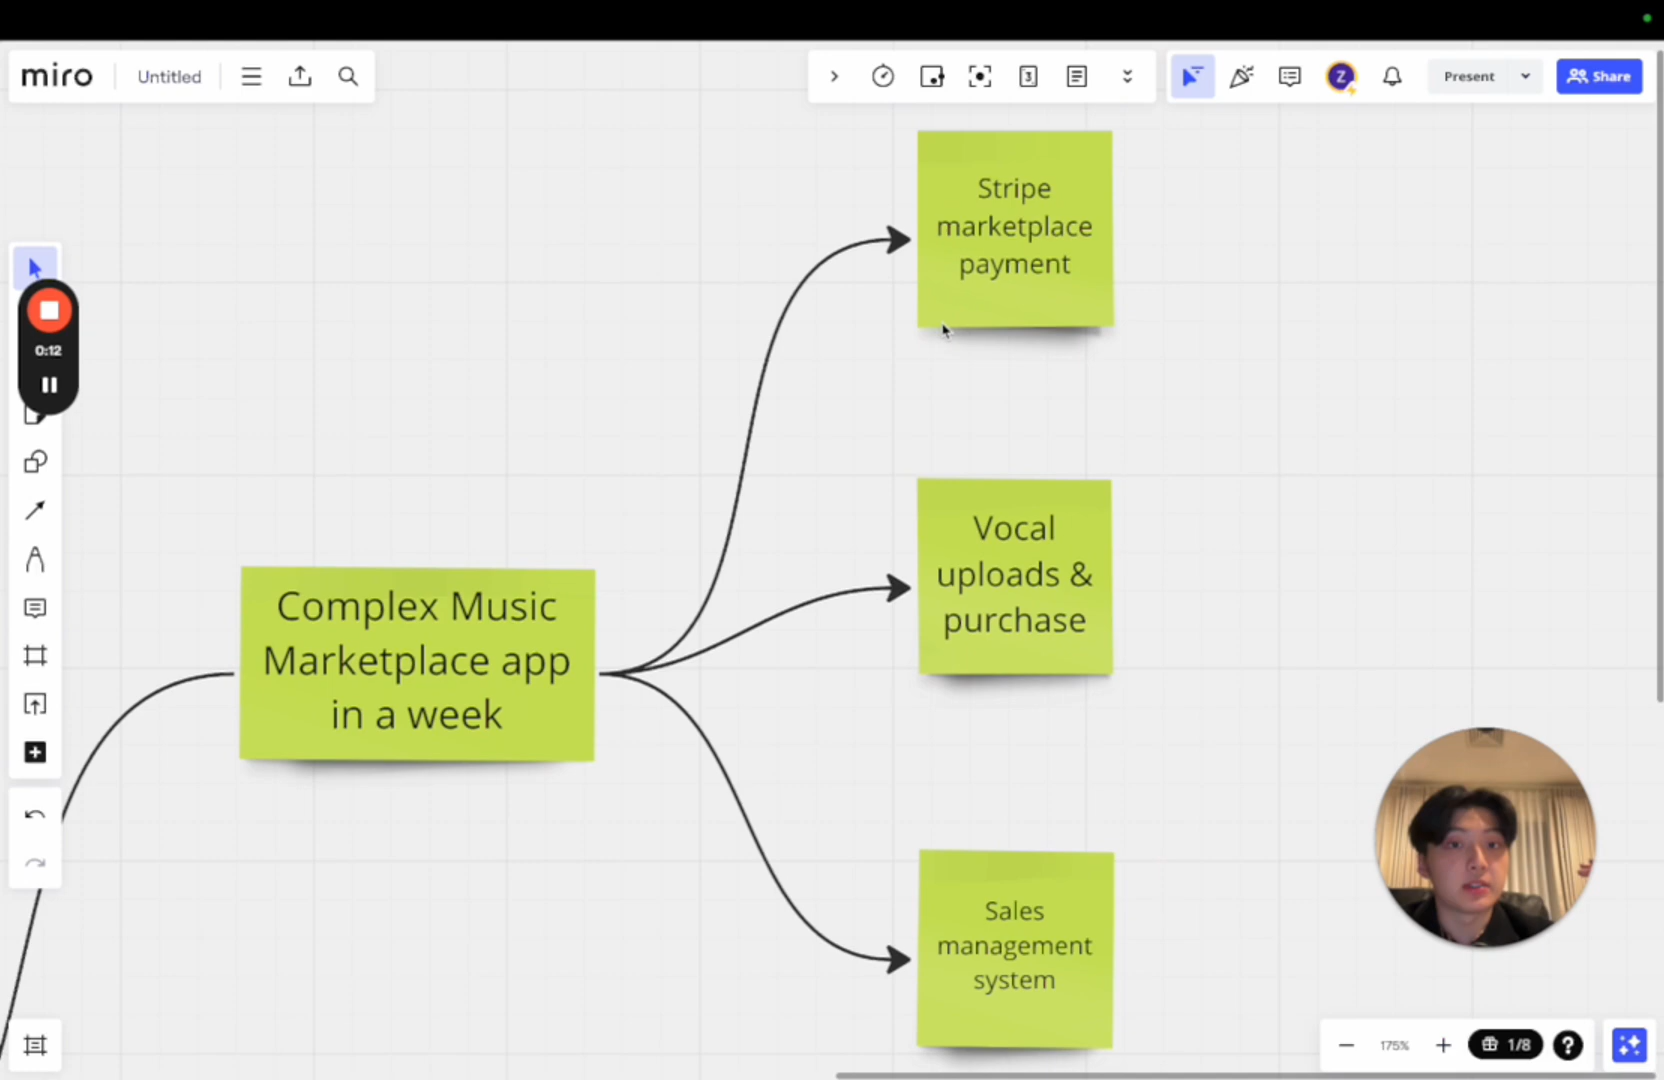 miro
Untitled
3
Z
Present
Share
Stripe
marketplace
payment
0:12
Vocal
uploads &
purchase
Complex Music
Marketplace app
in a week
Sales
management
system
175%
1/8
?